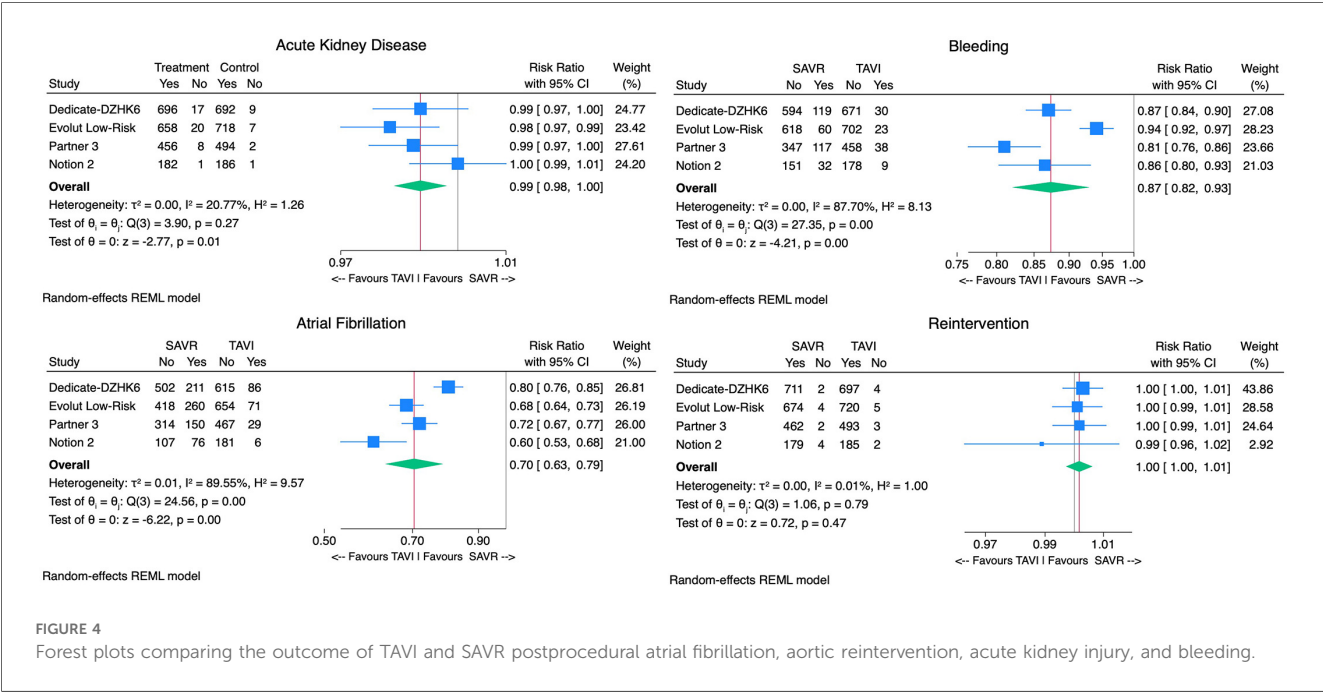 Acute Kidney Disease
Treatment Control Risk Ratio Weight
Study Yes No Yes No with 95% CI (%)
Dedicate-DZHK6 696 17 692 9 0.99 [ 0.97, 1.00] 24.77
Evolut Low-Risk 658 20 718 7 0.98 [ 0.97, 0.99] 23.42
Partner 3 456 8 494 2 0.99 [ 0.97, 1.00] 27.61
Notion 2 182 1 186 1 1.00 [ 0.99, 1.01] 24.20
Overall 0.99 [ 0.98, 1.00]
Heterogeneity: τ² = 0.00, I² = 20.77%, H² = 1.26
Test of θᵢ = θⱼ: Q(3) = 3.90, p = 0.27
Test of θ = 0: z = -2.77, p = 0.01
0.97 1.01
<-- Favours TAVI I Favours SAVR -->
Random-effects REML model
Bleeding
SAVR TAVI Risk Ratio Weight
Study Yes No Yes No with 95% CI (%)
Dedicate-DZHK6 594 119 671 30 0.87 [ 0.84, 0.90] 27.08
Evolut Low-Risk 618 60 702 23 0.94 [ 0.92, 0.97] 28.23
Partner 3 347 117 458 38 0.81 [ 0.76, 0.86] 23.66
Notion 2 151 32 178 9 0.86 [ 0.80, 0.93] 21.03
Overall 0.87 [ 0.82, 0.93]
Heterogeneity: τ² = 0.00, I² = 87.70%, H² = 8.13
Test of θᵢ = θⱼ: Q(3) = 27.35, p = 0.00
Test of θ = 0: z = -4.21, p = 0.00
0.75 0.80 0.85 0.90 0.95 1.00
<-- Favours TAVI I Favours SAVR -->
Random-effects REML model
Atrial Fibrillation
SAVR TAVI Risk Ratio Weight
Study No Yes No Yes with 95% CI (%)
Dedicate-DZHK6 502 211 615 86 0.80 [ 0.76, 0.85] 26.81
Evolut Low-Risk 418 260 654 71 0.68 [ 0.64, 0.73] 26.19
Partner 3 314 150 467 29 0.72 [ 0.67, 0.77] 26.00
Notion 2 107 76 181 6 0.60 [ 0.53, 0.68] 21.00
Overall 0.70 [ 0.63, 0.79]
Heterogeneity: τ² = 0.01, I² = 89.55%, H² = 9.57
Test of θᵢ = θⱼ: Q(3) = 24.56, p = 0.00
Test of θ = 0: z = -6.22, p = 0.00
0.50 0.70 0.90
<-- Favours TAVI I Favours SAVR -->
Random-effects REML model
Reintervention
SAVR TAVI Risk Ratio Weight
Study Yes No Yes No with 95% CI (%)
Dedicate-DZHK6 711 2 697 4 1.00 [ 1.00, 1.01] 43.86
Evolut Low-Risk 674 4 720 5 1.00 [ 0.99, 1.01] 28.58
Partner 3 462 2 493 3 1.00 [ 0.99, 1.01] 24.64
Notion 2 179 4 185 2 0.99 [ 0.96, 1.02] 2.92
Overall 1.00 [ 1.00, 1.01]
Heterogeneity: τ² = 0.00, I² = 0.01%, H² = 1.00
Test of θᵢ = θⱼ: Q(3) = 1.06, p = 0.79
Test of θ = 0: z = 0.72, p = 0.47
0.97 0.99 1.01
<-- Favours TAVI I Favours SAVR -->
Random-effects REML model
FIGURE 4
Forest plots comparing the outcome of TAVI and SAVR postprocedural atrial fibrillation, aortic reintervention, acute kidney injury, and bleeding.